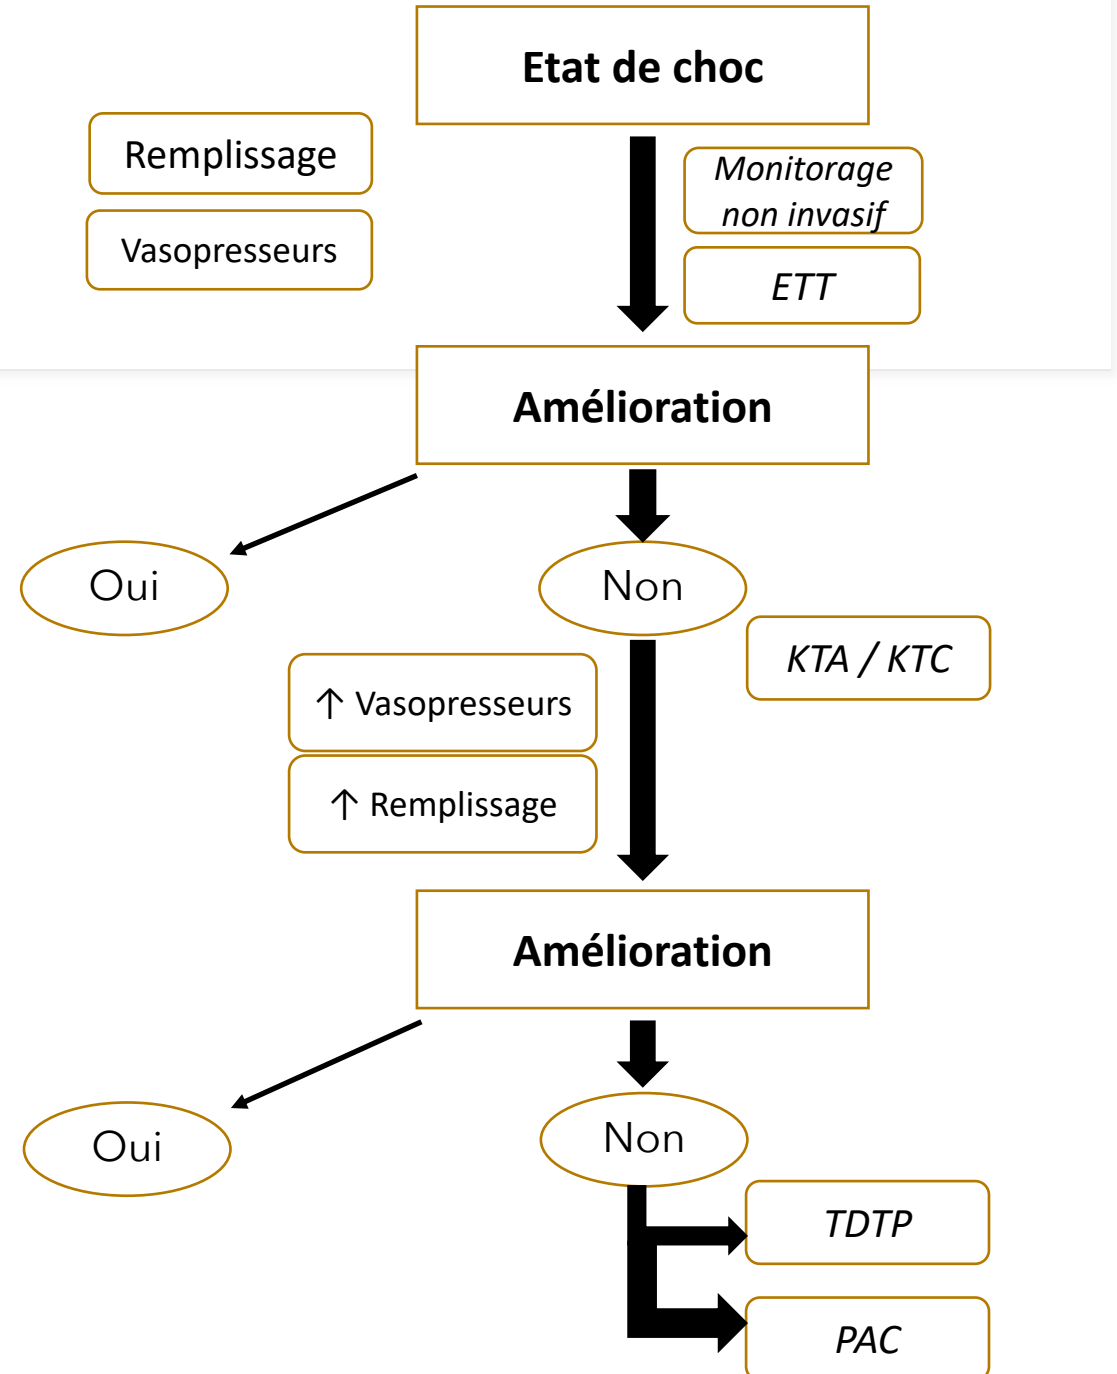 Etat de choc
Remplissage
Vasopresseurs
Monitorage
non invasif
ETT
Amélioration
Oui
Non
KTA / KTC
↑ Vasopresseurs
↑ Remplissage
Amélioration
Oui
Non
TDTP
PAC